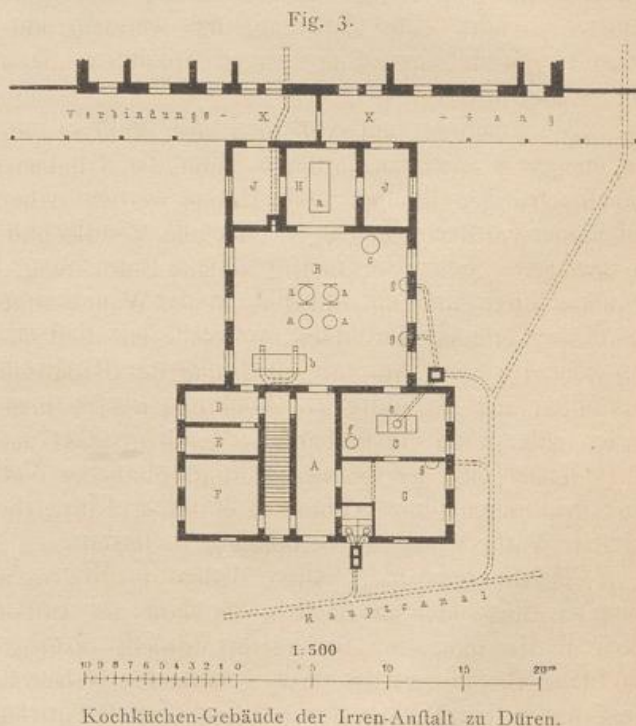 Fig. 3.
Verbindungs- K K -Gang
J H J
a
B c
a a g
a a
g
b
D e
f C
E A g
F G
Hauptcanal
1:500
10 9 8 7 6 5 4 3 2 1 0 5 10 15 20m
Kochküchen-Gebäude der Irren-Anſtalt zu Düren.